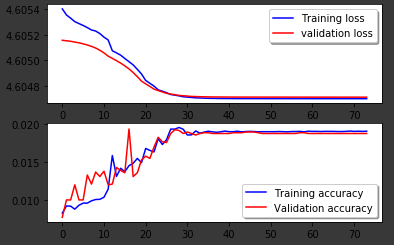 4.6054
Training loss
validation loss
4.6052
4.6050
4.6048
0 10 20 30 40 50 60 70
0.020
0.015
0.010
Training accuracy
Validation accuracy
0 10 20 30 40 50 60 70